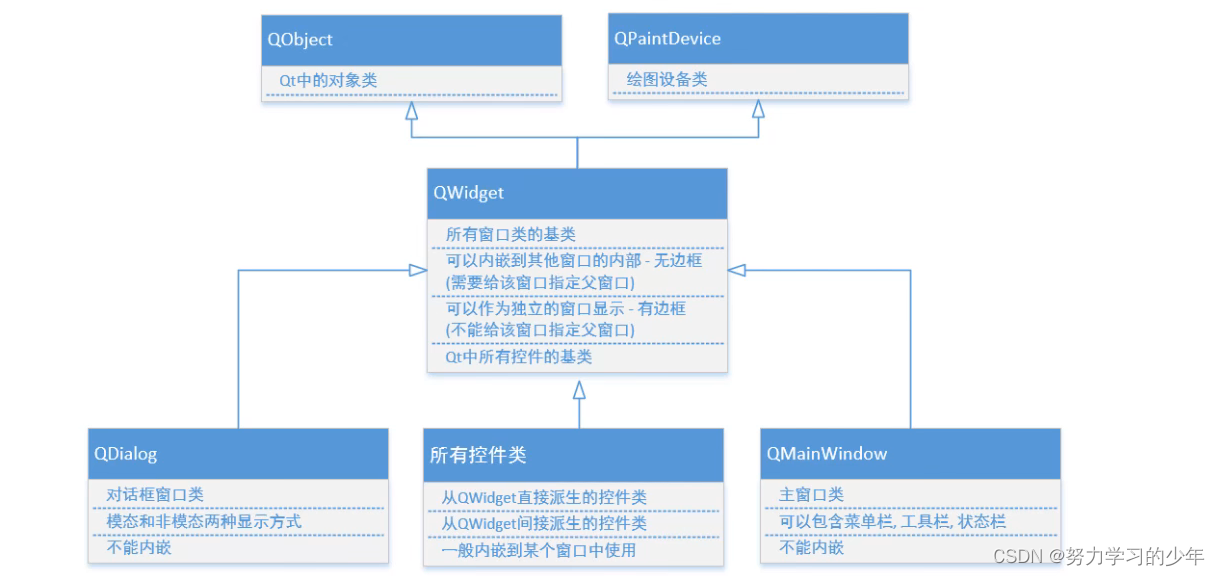 QObject
Qt中的对象类
QPaintDevice
绘图设备类
QWidget
所有窗口类的基类
可以内嵌到其他窗口的内部 - 无边框
(需要给该窗口指定父窗口)
可以作为独立的窗口显示 - 有边框
(不能给该窗口指定父窗口)
Qt中所有控件的基类
QDialog
对话框窗口类
模态和非模态两种显示方式
不能内嵌
所有控件类
从QWidget直接派生的控件类
从QWidget间接派生的控件类
一般内嵌到某个窗口中使用
QMainWindow
主窗口类
可以包含菜单栏, 工具栏, 状态栏
不能内嵌
CSDN @努力学习的少年